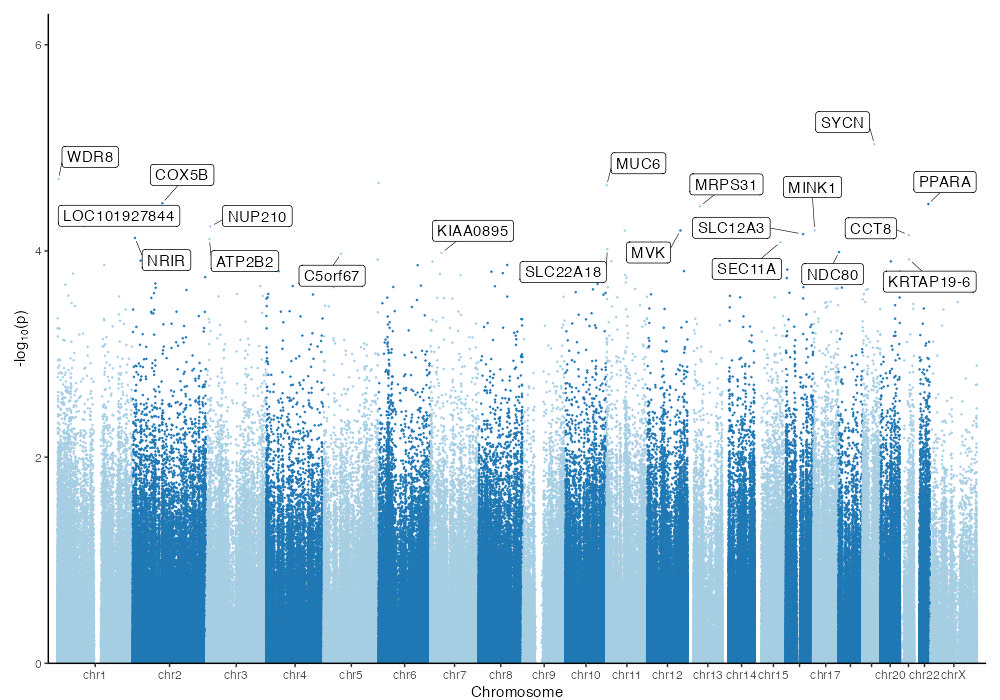 6
SYCN
WDR8
MUC6
COX5B
MRPS31
MINK1
PPARA
LOC101927844
NUP210
KIAA0895
SLC12A3
CCT8
MVK
NRIR
ATP2B2
C5orf67
SLC22A18
SEC11A
NDC80
KRTAP19-6
4
-log10(p)
2
0
chr1 chr2 chr3 chr4 chr5 chr6 chr7 chr8 chr9 chr10 chr11 chr12 chr13 chr14 chr15 chr17 chr20 chr22 chrX
Chromosome